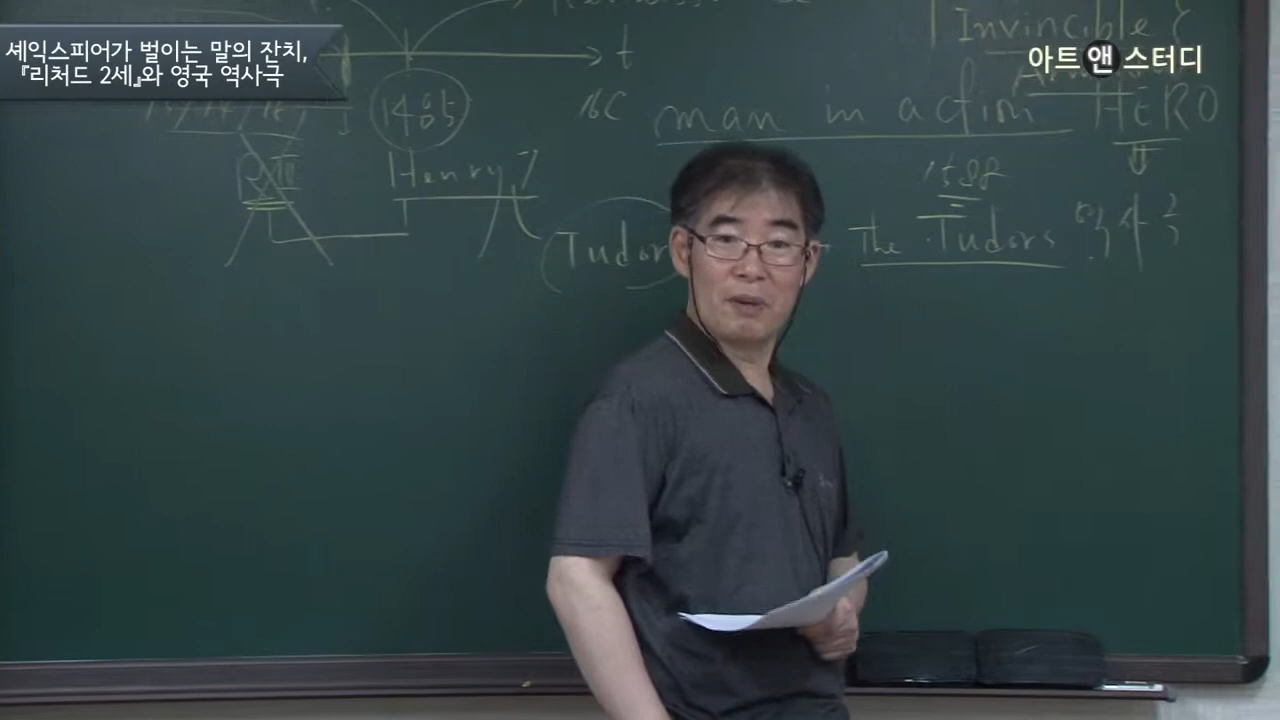 셰익스피어가 벌이는 말의 잔치,
『리처드 2세』와 영국 역사극
아트앤스터디
Invincible
t
1485
16C
man in action
HERO
Henry 7
1588
Tudor
The Tudors 역사극